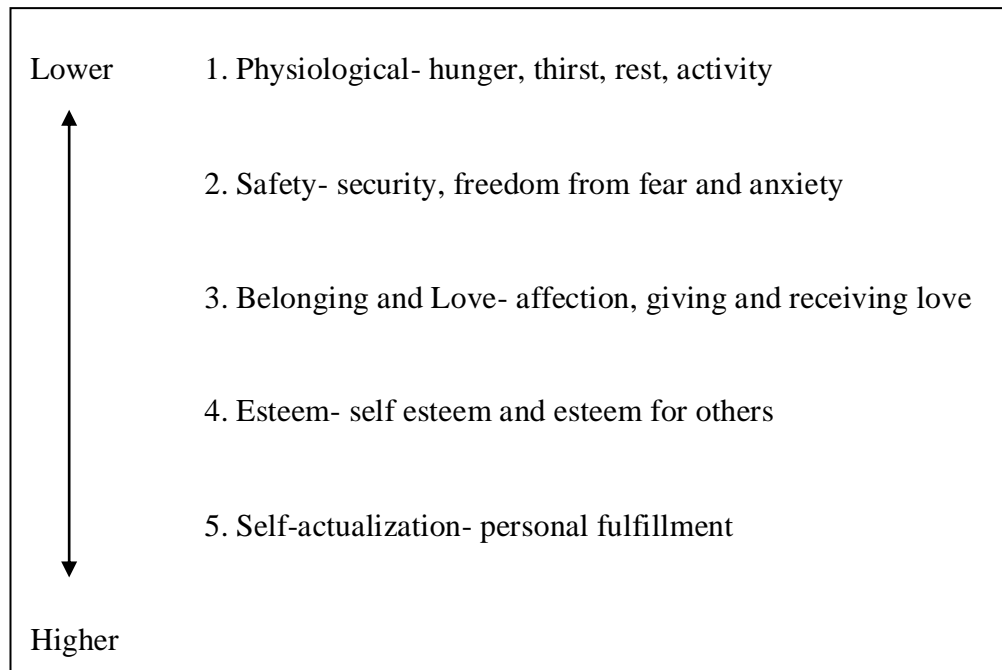 Lower 1. Physiological- hunger, thirst, rest, activity
2. Safety- security, freedom from fear and anxiety
3. Belonging and Love- affection, giving and receiving love
4. Esteem- self esteem and esteem for others
5. Self-actualization- personal fulfillment
Higher